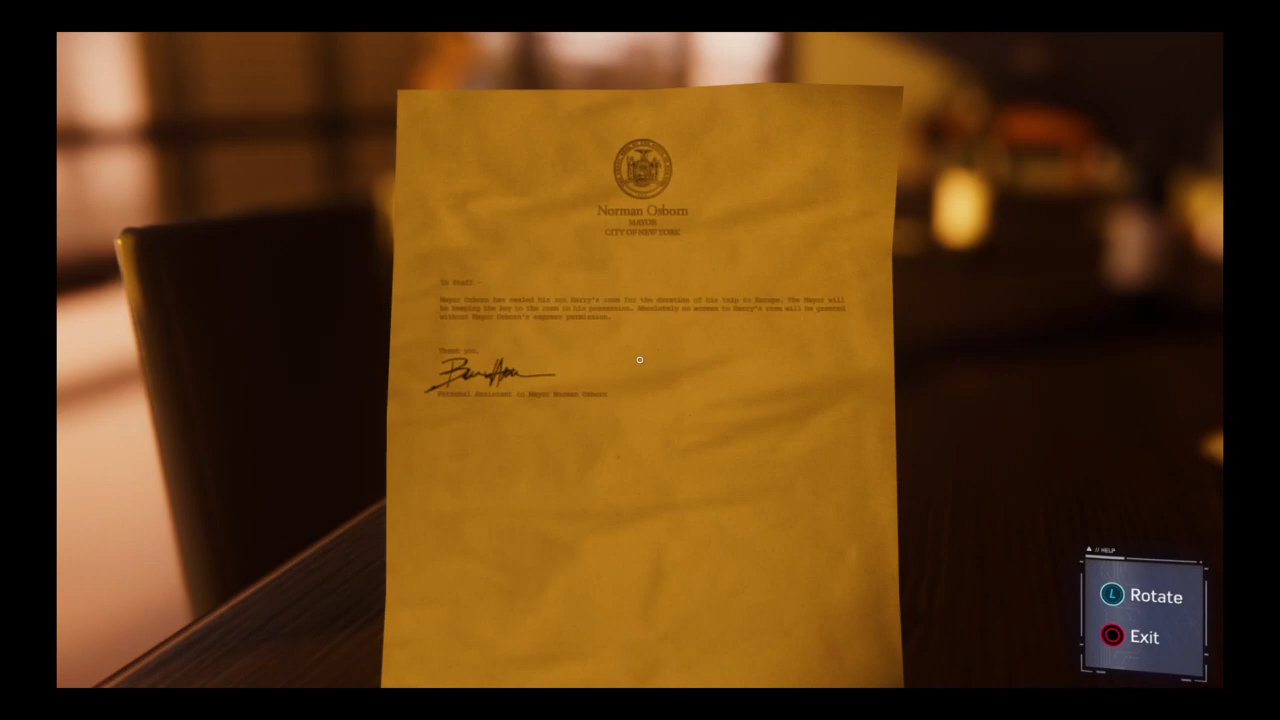 Norman Osborn
MAYOR
CITY OF NEW YORK
To Staff -
Mayor Osborn has sealed his son Harry's room for the duration of his trip to Europe. The Mayor will
be keeping the key to the room in his possession. Absolutely no access to Harry's room will be granted
without Mayor Osborn's express permission.
Thank you,
Personal Assistant to Mayor Norman Osborn
// HELP
L Rotate
Exit